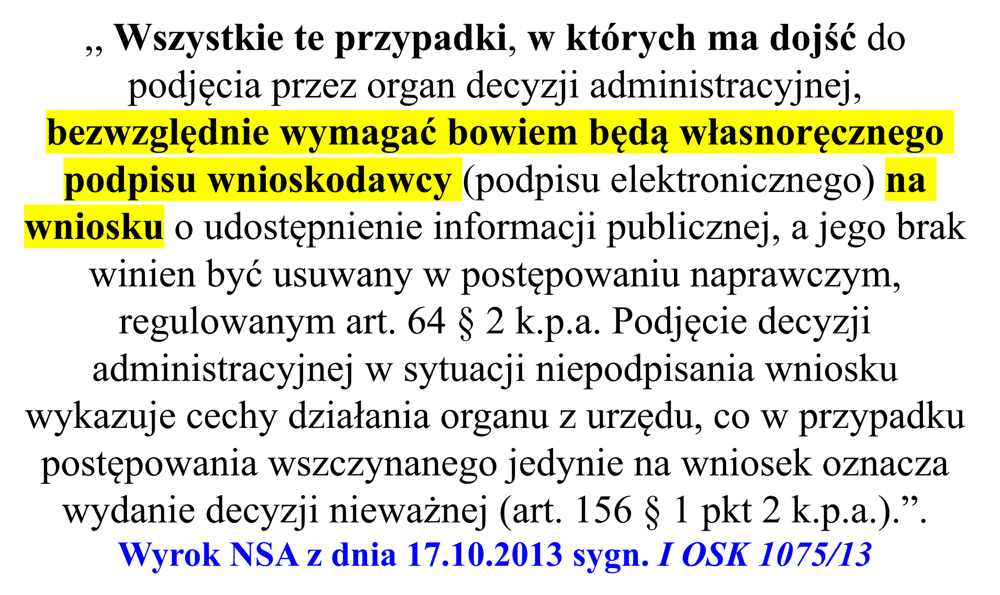 ,, Wszystkie te przypadki, w których ma dojść do
podjęcia przez organ decyzji administracyjnej,
bezwzględnie wymagać bowiem będą własnoręcznego
podpisu wnioskodawcy (podpisu elektronicznego) na
wniosku o udostępnienie informacji publicznej, a jego brak
winien być usuwany w postępowaniu naprawczym,
regulowanym art. 64 § 2 k.p.a. Podjęcie decyzji
administracyjnej w sytuacji niepodpisania wniosku
wykazuje cechy działania organu z urzędu, co w przypadku
postępowania wszczynanego jedynie na wniosek oznacza
wydanie decyzji nieważnej (art. 156 § 1 pkt 2 k.p.a.).”.
Wyrok NSA z dnia 17.10.2013 sygn. I OSK 1075/13